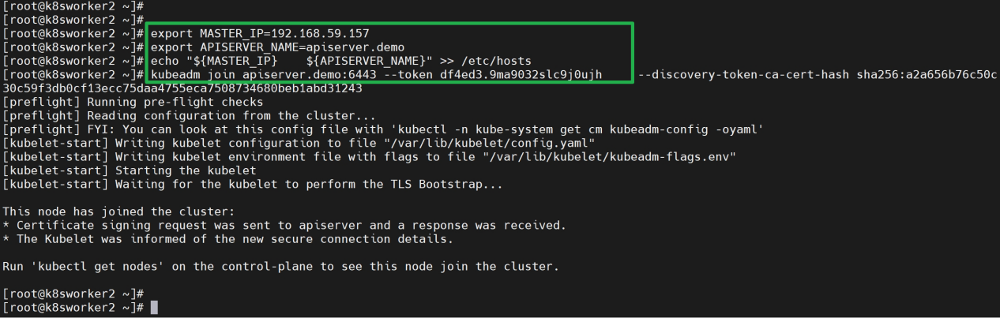 [root@k8sworker2 ~]#
[root@k8sworker2 ~]#
[root@k8sworker2 ~]# export MASTER_IP=192.168.59.157
[root@k8sworker2 ~]# export APISERVER_NAME=apiserver.demo
[root@k8sworker2 ~]# echo "${MASTER_IP}    ${APISERVER_NAME}" >> /etc/hosts
[root@k8sworker2 ~]# kubeadm join apiserver.demo:6443 --token df4ed3.9ma9032slc9j0ujh     --discovery-token-ca-cert-hash sha256:a2a656b76c50c
30c59f3db0cf13ecc75daa4755eca7508734680beb1abd31243
[preflight] Running pre-flight checks
[preflight] Reading configuration from the cluster...
[preflight] FYI: You can look at this config file with 'kubectl -n kube-system get cm kubeadm-config -oyaml'
[kubelet-start] Writing kubelet configuration to file "/var/lib/kubelet/config.yaml"
[kubelet-start] Writing kubelet environment file with flags to file "/var/lib/kubelet/kubeadm-flags.env"
[kubelet-start] Starting the kubelet
[kubelet-start] Waiting for the kubelet to perform the TLS Bootstrap...

This node has joined the cluster:
* Certificate signing request was sent to apiserver and a response was received.
* The Kubelet was informed of the new secure connection details.

Run 'kubectl get nodes' on the control-plane to see this node join the cluster.

[root@k8sworker2 ~]#
[root@k8sworker2 ~]#